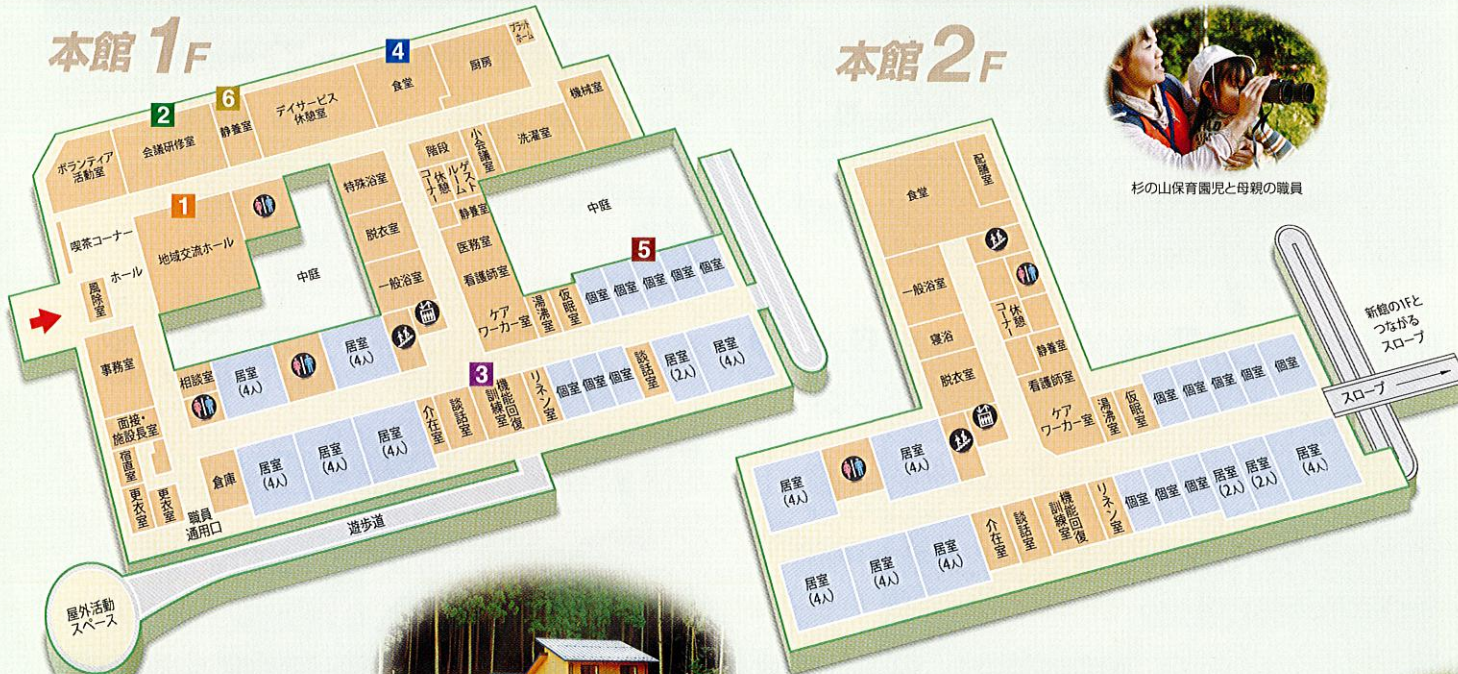 本館 1F
プラット
ホーム
4
厨房
食堂
6
デイサービス
休憩室
機械室
2
静養室
会議研修室
ボランティア
活動室
洗濯室
小会議室
階段
休憩
コーナー
ゲスト
ルーム
特殊浴室
静養室
中庭
1
喫茶コーナー
地域交流ホール
脱衣室
医務室
5
ホール
中庭
一般浴室
看護師室
個室
個室
個室
個室
個室
風除室
仮眠室
湯沸室
ケア
ワーカー室
事務室
居室
(4人)
居室
(4人)
相談室
3
居室
(4人)
居室
(2人)
談話室
個室
個室
個室
リネン室
機能回復
訓練室
談話室
介在室
面接・
施設長室
宿直室
居室
(4人)
居室
(4人)
居室
(4人)
倉庫
更衣室
更衣室
職員
通用口
遊歩道
屋外活動
スペース
本館 2F
杉の山保育園児と母親の職員
配膳室
食堂
一般浴室
休憩
コーナー
寝浴
静養室
脱衣室
看護師室
個室
個室
個室
個室
個室
仮眠室
湯沸室
ケア
ワーカー室
新館の1Fと
つながる
スロープ
スロープ
居室
(4人)
居室
(4人)
居室
(4人)
居室
(2人)
居室
(2人)
個室
個室
個室
リネン室
機能回復
訓練室
談話室
介在室
居室
(4人)
居室
(4人)
居室
(4人)